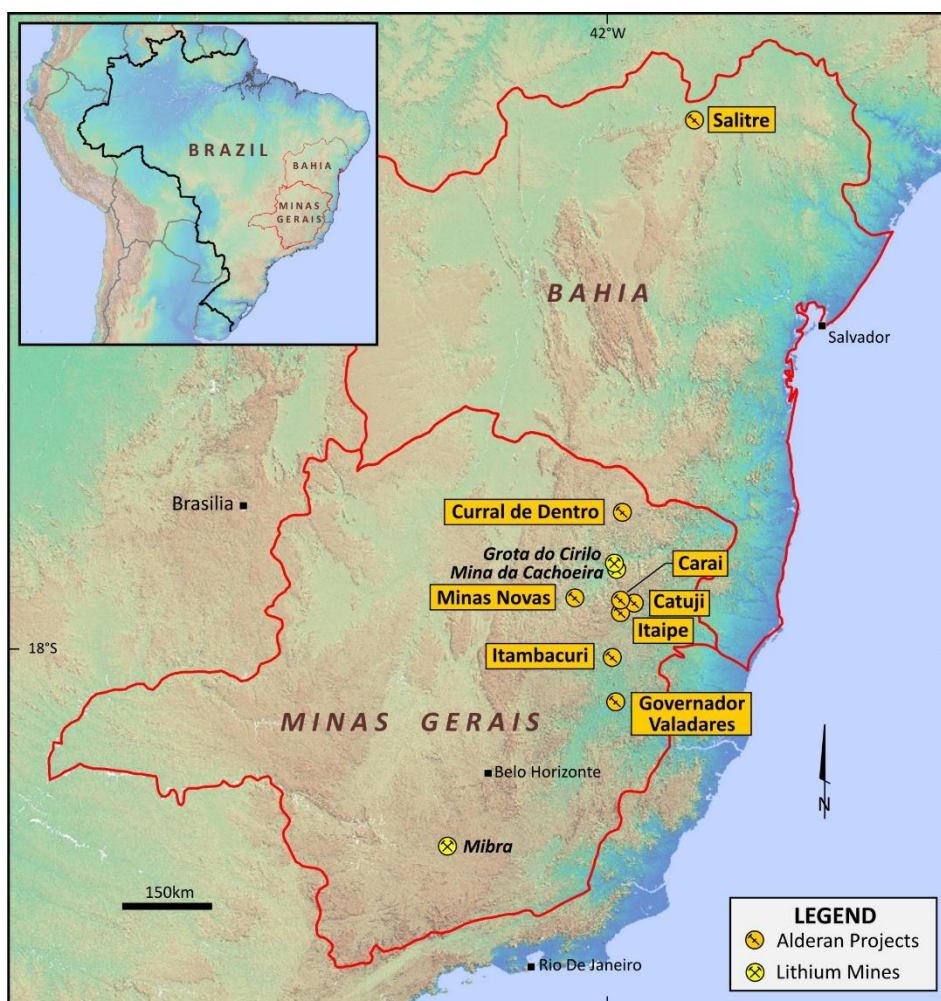 42°W
BRAZIL
BAHIA
MINAS
GERAIS
Salitre
BAHIA
Salvador
Brasilia
Curral de Dentro
Grota do Cirilo
Mina da Cachoeira
Carai
Minas Novas
Catuji
Itaipe
18°S
Itambacuri
MINAS GERAIS
Governador
Valadares
Belo Horizonte
N
Mibra
150km
LEGEND
Alderan Projects
Lithium Mines
Rio De Janeiro